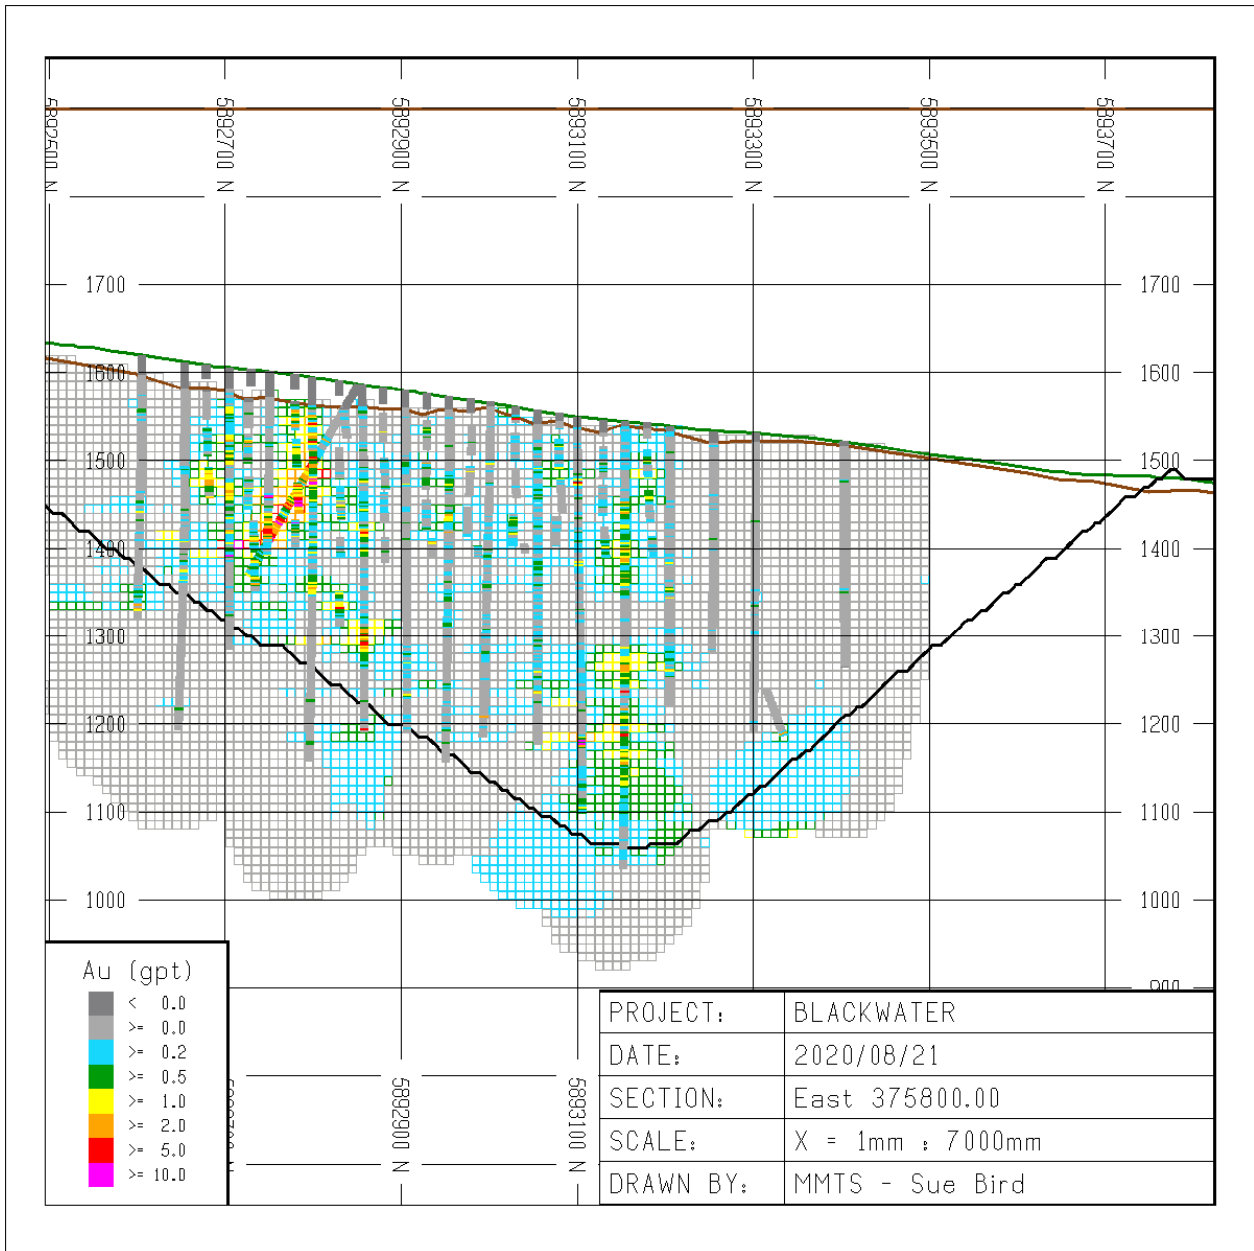 5892500 N
5892700 N
5892900 N
5893100 N
5893300 N
5893500 N
5893700 N
1700 1700
1600 1600
1500 1500
1400 1400
1300 1300
1200 1200
1100 1100
1000 1000
900
Au (gpt)
< 0.0
>= 0.0
>= 0.2
>= 0.5
>= 1.0
>= 2.0
>= 5.0
>= 10.0
5892900 N
5893100 N
PROJECT: BLACKWATER
DATE: 2020/08/21
SECTION: East 375800.00
SCALE: X = 1mm : 7000mm
DRAWN BY: MMTS - Sue Bird